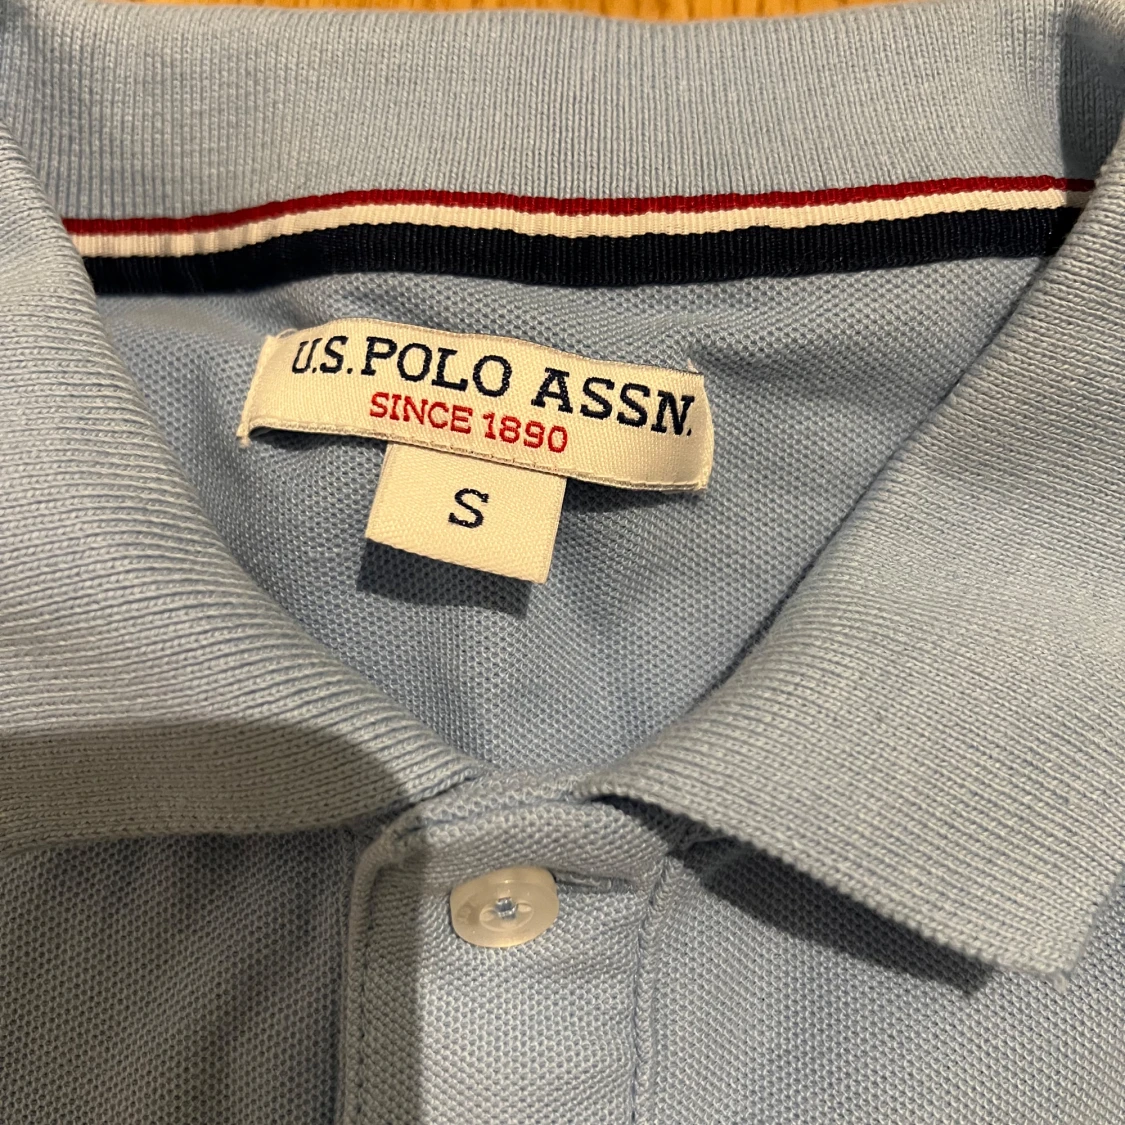 U.S. POLO ASSN.
SINCE 1890
S